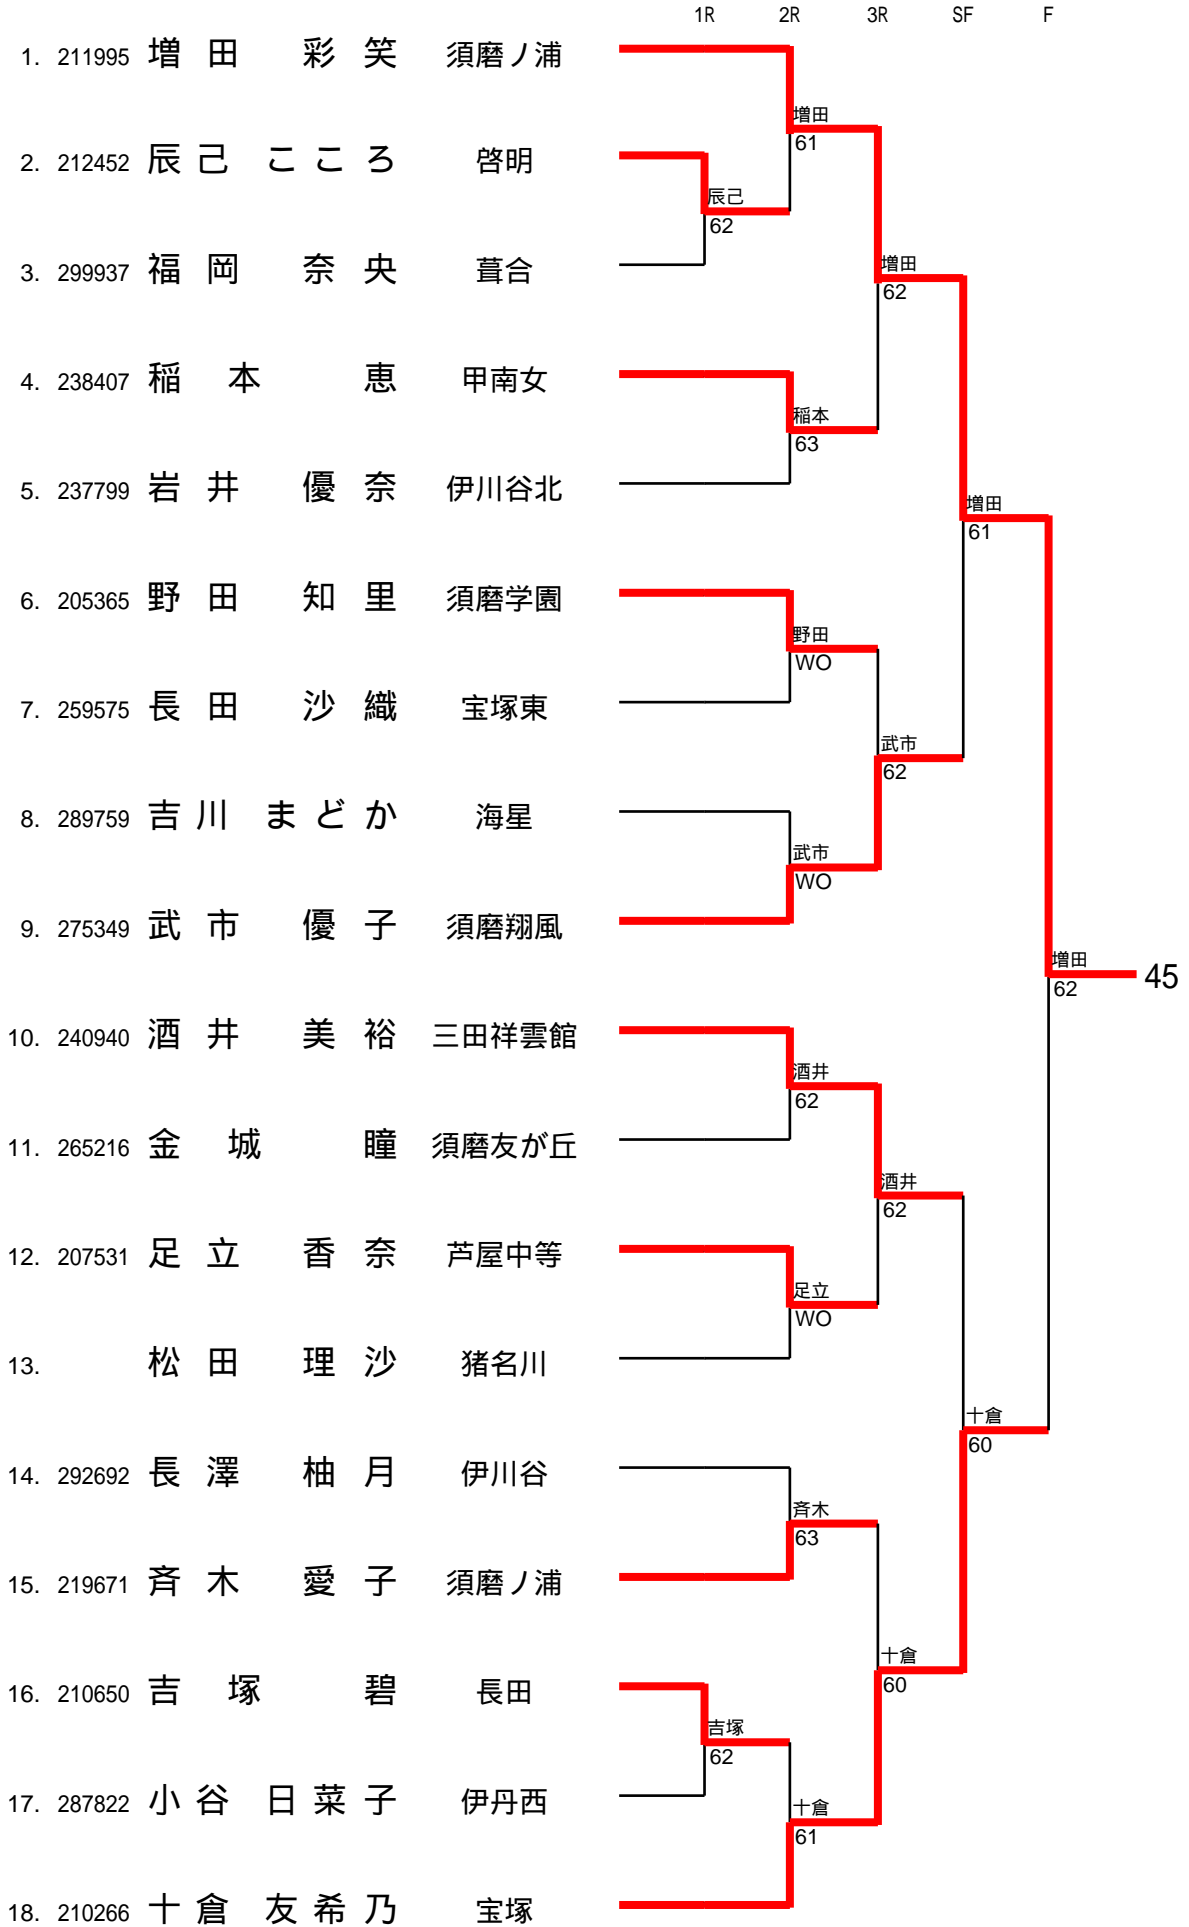 1R 2R 3R SF F
1. 211995 増田 彩笑 須磨ノ浦
増田
61
2. 212452 辰己 こころ 啓明
辰己
62
3. 299937 福岡 奈央 葺合
増田
62
4. 238407 稲本 恵 甲南女
稲本
63
5. 237799 岩井 優奈 伊川谷北
増田
61
6. 205365 野田 知里 須磨学園
野田
WO
7. 259575 長田 沙織 宝塚東
武市
62
8. 289759 吉川 まどか 海星
武市
WO
9. 275349 武市 優子 須磨翔風
増田
62
45
10. 240940 酒井 美裕 三田祥雲館
酒井
62
11. 265216 金城 瞳 須磨友が丘
酒井
62
12. 207531 足立 香奈 芦屋中等
足立
WO
13. 松田 理沙 猪名川
十倉
60
14. 292692 長澤 柚月 伊川谷
斉木
63
15. 219671 斉木 愛子 須磨ノ浦
十倉
60
16. 210650 吉塚 碧 長田
吉塚
62
17. 287822 小谷 日菜子 伊丹西
十倉
61
18. 210266 十倉 友希乃 宝塚